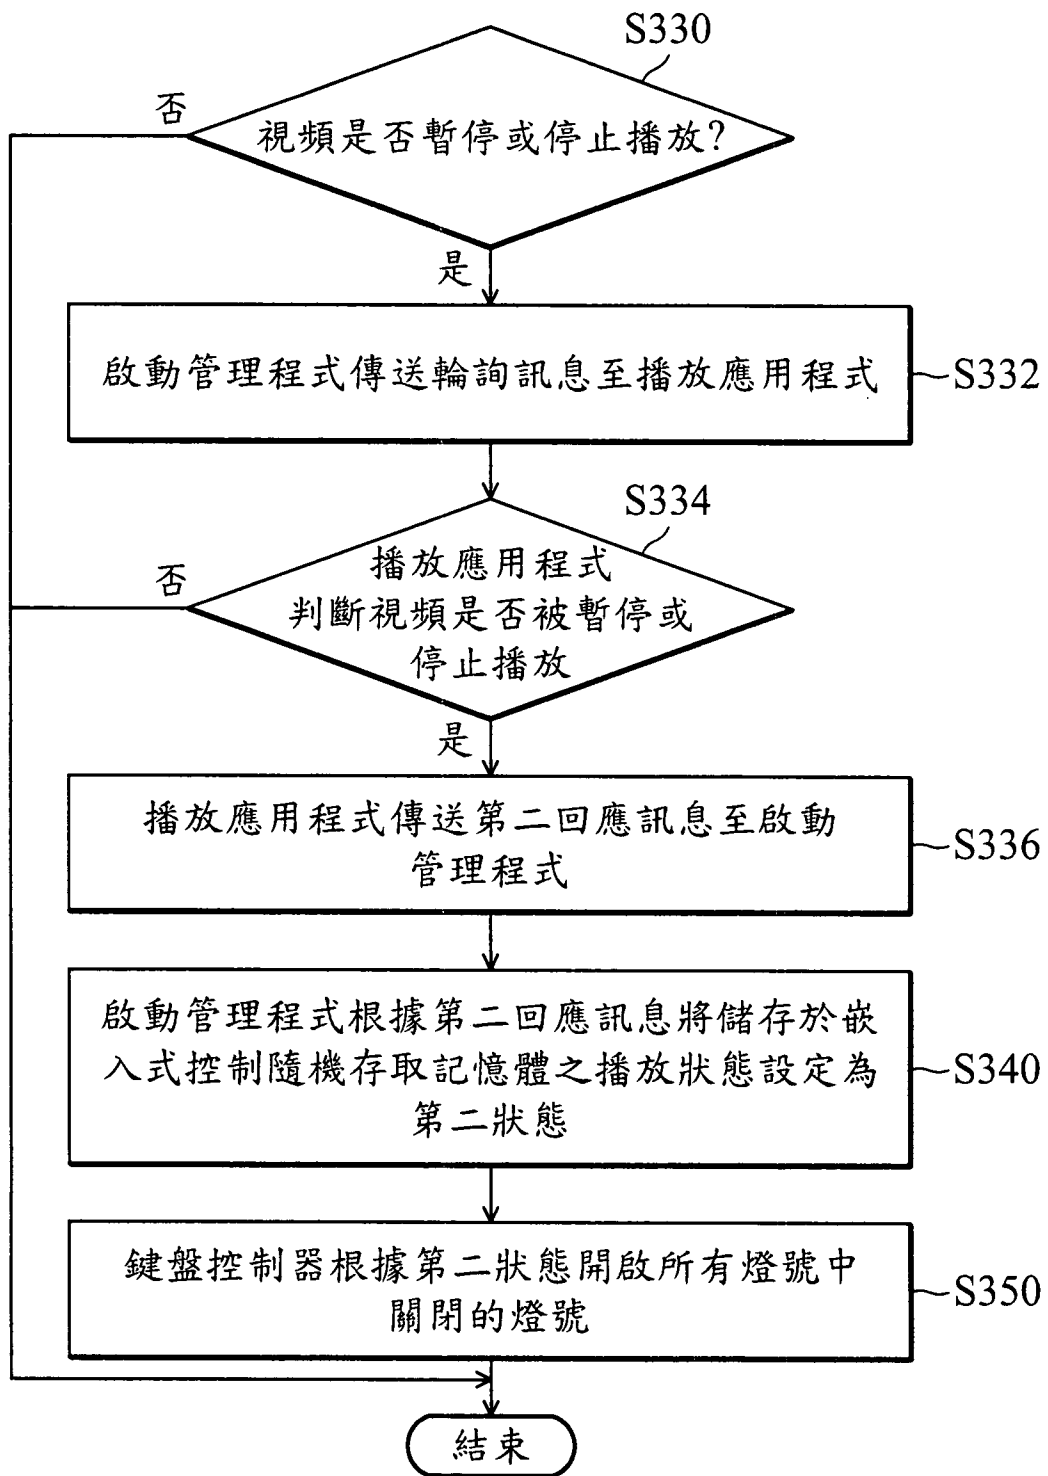 S330
否
視頻是否暫停或停止播放?
是
啟動管理程式傳送輪詢訊息至播放應用程式
S332
S334
否
播放應用程式
判斷視頻是否被暫停或
停止播放
是
播放應用程式傳送第二回應訊息至啟動
管理程式
S336
啟動管理程式根據第二回應訊息將儲存於嵌
入式控制隨機存取記憶體之播放狀態設定為
第二狀態
S340
鍵盤控制器根據第二狀態開啟所有燈號中
關閉的燈號
S350
結束